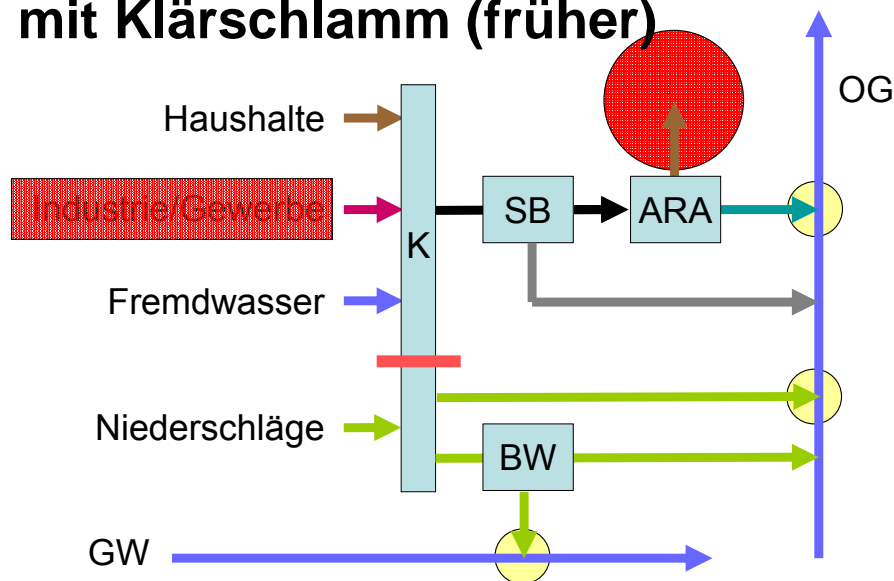 mit Klärschlamm (früher)
OG
Haushalte
Industrie/Gewerbe
SB
ARA
K
Fremdwasser
Niederschläge
BW
GW